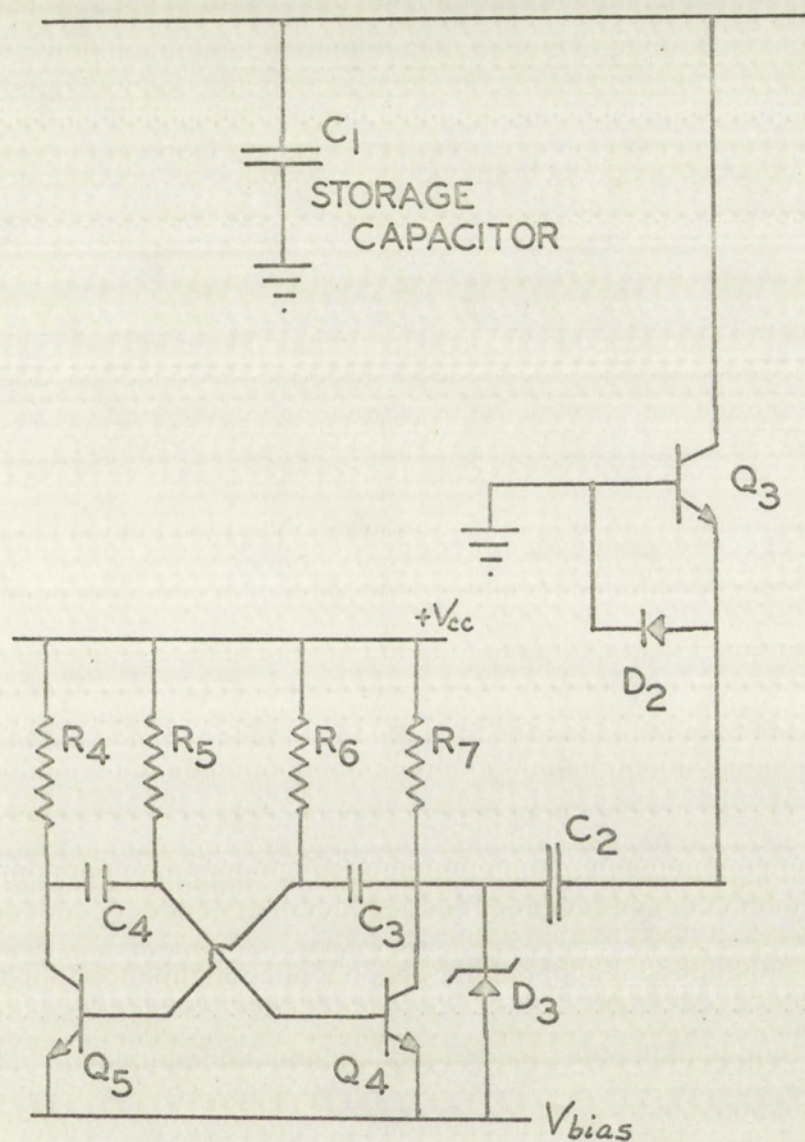 C1
STORAGE
CAPACITOR
Q3
+Vcc
D2
R4
R5
R6
R7
C2
C4
C3
D3
Q5
Q4
Vbias